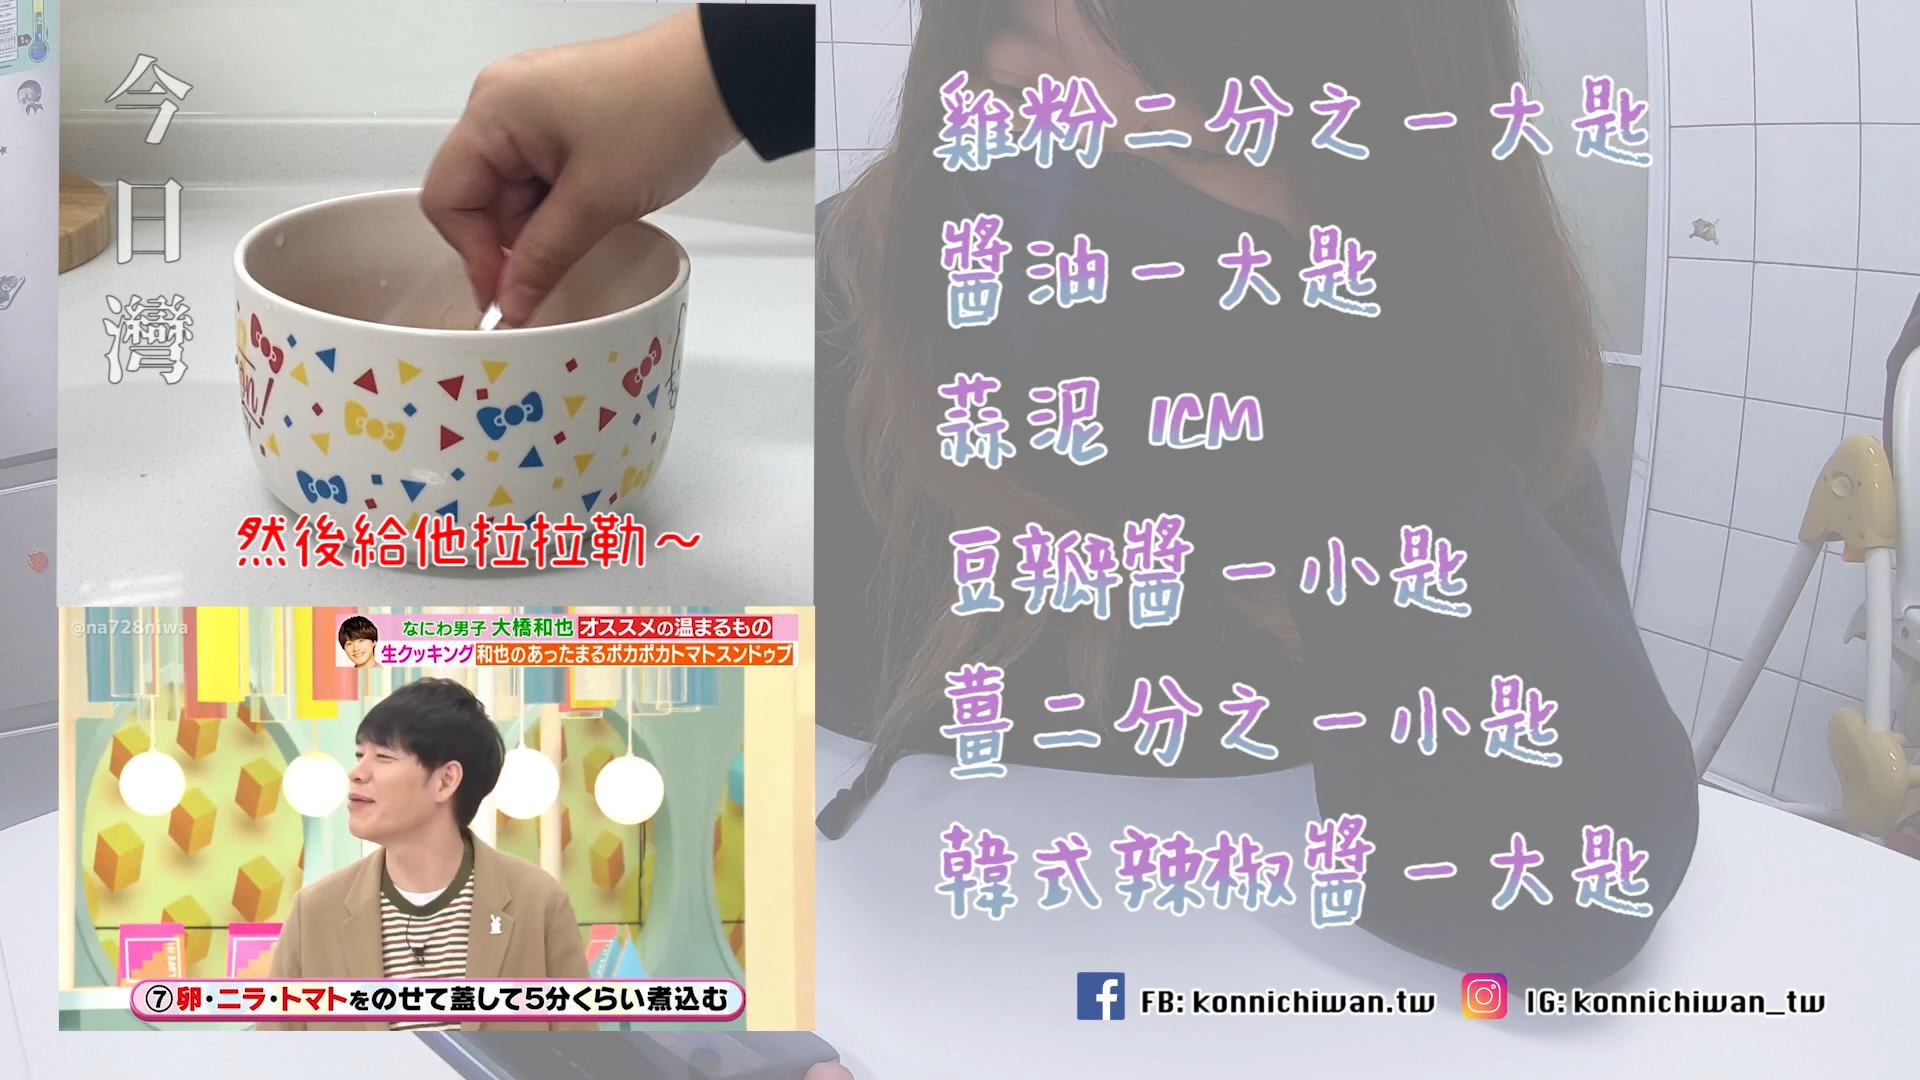 今日灣
然後給他拉拉勒～
@na728niwa
なにわ男子 大橋和也 オススメの温まるもの
生クッキング 和也のあったまるポカポカトマトスンドゥブ
⑦卵・ニラ・トマトをのせて蓋して5分くらい煮込む
雞粉二分之一大匙
醬油一大匙
蒜泥 1CM
豆瓣醬一小匙
薑二分之一小匙
韓式辣椒醬一大匙
FB: konnichiwan.tw
IG: konnichiwan_tw